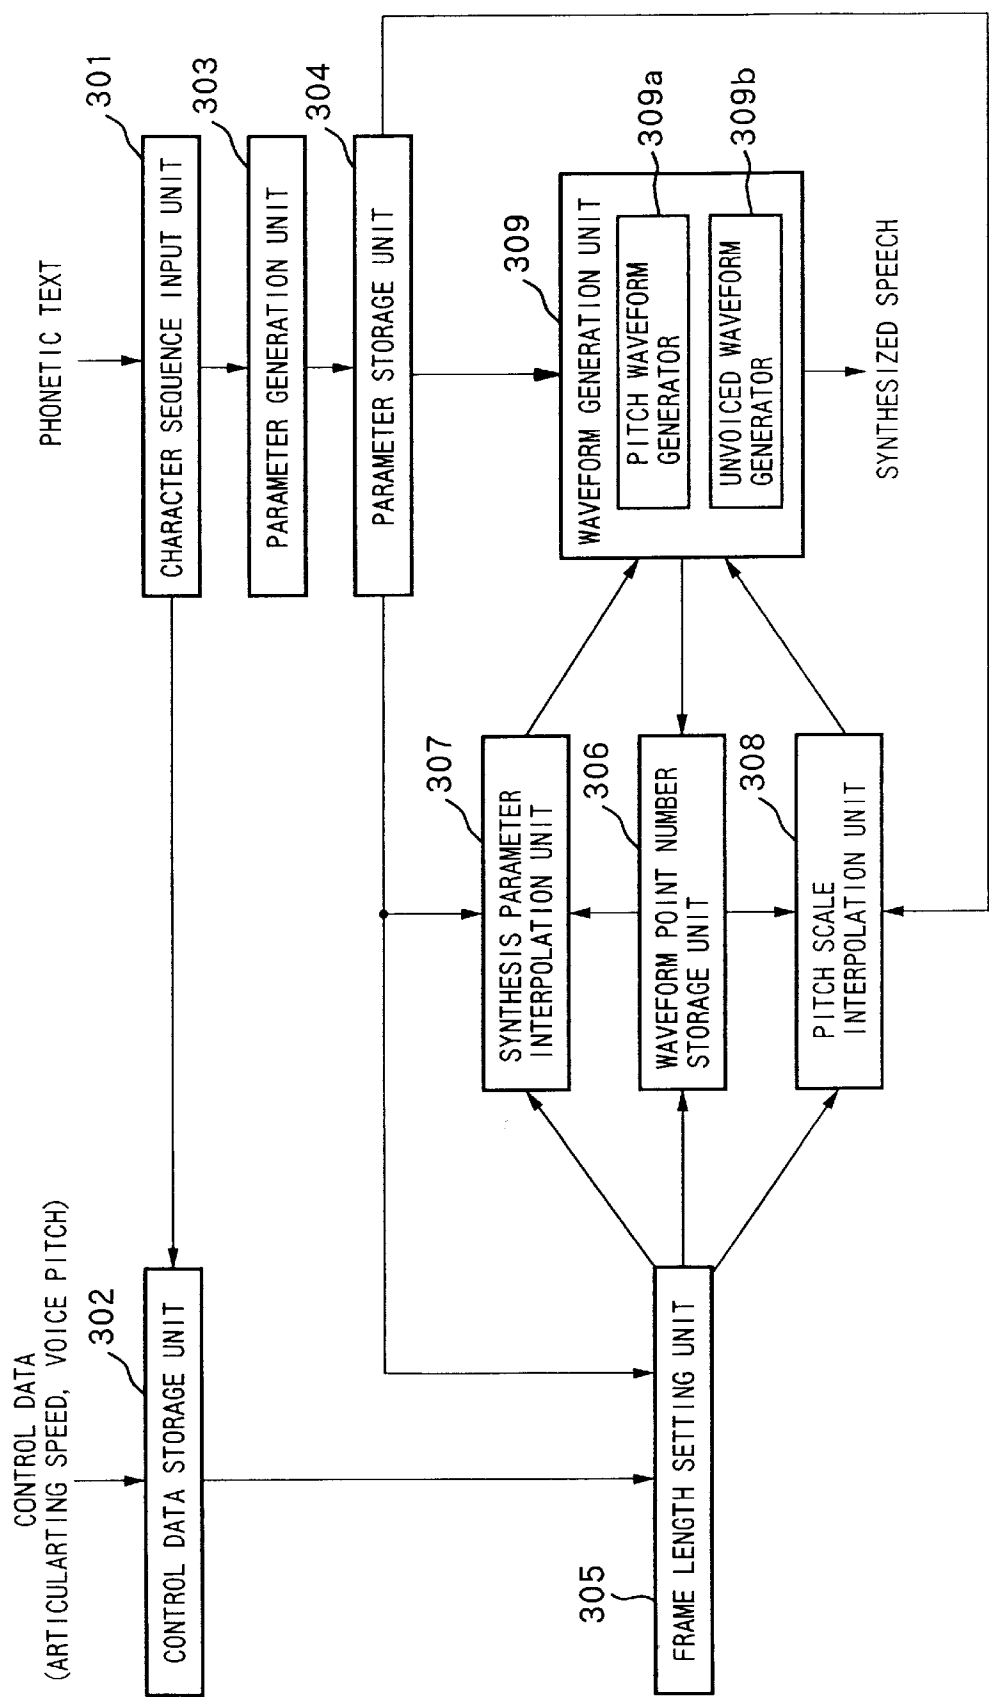 CONTROL DATA
(ARTICULARTING SPEED, VOICE PITCH)
PHONETIC TEXT
302
CONTROL DATA STORAGE UNIT
301
CHARACTER SEQUENCE INPUT UNIT
303
PARAMETER GENERATION UNIT
304
PARAMETER STORAGE UNIT
305
FRAME LENGTH SETTING UNIT
307
SYNTHESIS PARAMETER
INTERPOLATION UNIT
306
WAVEFORM POINT NUMBER
STORAGE UNIT
308
PITCH SCALE
INTERPOLATION UNIT
309
WAVEFORM GENERATION UNIT
309a
PITCH WAVEFORM
GENERATOR
309b
UNVOICED WAVEFORM
GENERATOR
SYNTHESIZED SPEECH